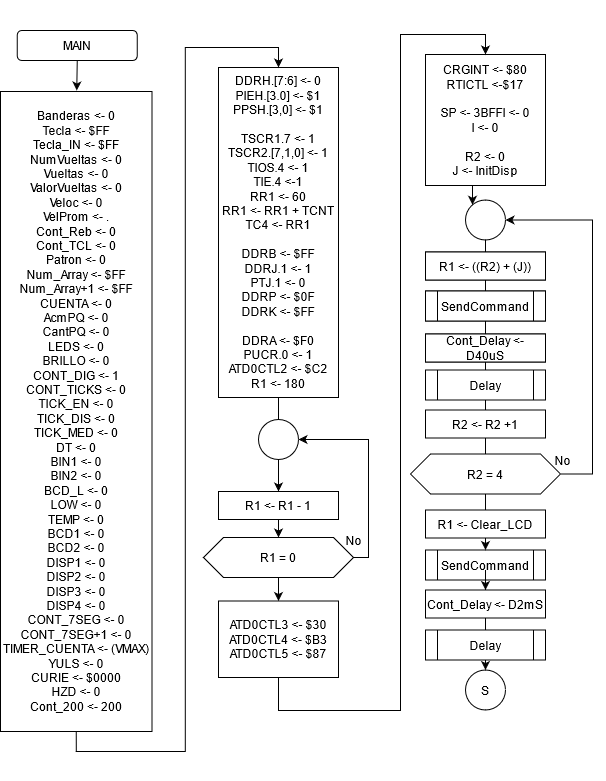 MAIN
Banderas <- 0
Tecla <- $FF
Tecla_IN <- $FF
NumVueltas <- 0
Vueltas <- 0
ValorVueltas <- 0
Veloc <- 0
VelProm <- .
Cont_Reb <- 0
Cont_TCL <- 0
Patron <- 0
Num_Array <- $FF
Num_Array+1 <- $FF
CUENTA <- 0
AcmPQ <- 0
CantPQ <- 0
LEDS <- 0
BRILLO <- 0
CONT_DIG <- 1
CONT_TICKS <- 0
TICK_EN <- 0
TICK_DIS <- 0
TICK_MED <- 0
DT <- 0
BIN1 <- 0
BIN2 <- 0
BCD_L <- 0
LOW <- 0
TEMP <- 0
BCD1 <- 0
BCD2 <- 0
DISP1 <- 0
DISP2 <- 0
DISP3 <- 0
DISP4 <- 0
CONT_7SEG <- 0
CONT_7SEG+1 <- 0
TIMER_CUENTA <- (VMAX)
YULS <- 0
CURIE <- $0000
HZD <- 0
Cont_200 <- 200
DDRH.[7:6] <- 0
PIEH.[3.0] <- $1
PPSH.[3,0] <- $1
TSCR1.7 <- 1
TSCR2.[7,1,0] <- 1
TIOS.4 <- 1
TIE.4 <-1
RR1 <- 60
RR1 <- RR1 + TCNT
TC4 <- RR1
DDRB <- $FF
DDRJ.1 <- 1
PTJ.1 <- 0
DDRP <- $0F
DDRK <- $FF
DDRA <- $F0
PUCR.0 <- 1
ATD0CTL2 <- $C2
R1 <- 180
R1 <- R1 - 1
R1 = 0
No
ATD0CTL3 <- $30
ATD0CTL4 <- $B3
ATD0CTL5 <- $87
CRGINT <- $80
RTICTL <-$17
SP <- 3BFFI <- 0
I <- 0
R2 <- 0
J <- InitDisp
R1 <- ((R2) + (J))
SendCommand
Cont_Delay <-
D40uS
Delay
R2 <- R2 +1
R2 = 4
No
R1 <- Clear_LCD
SendCommand
Cont_Delay <- D2mS
Delay
S